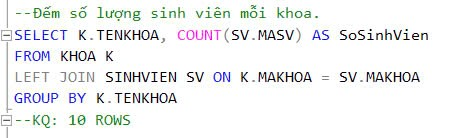 --Đếm số lượng sinh viên mỗi khoa.
SELECT K.TENKHOA, COUNT(SV.MASV) AS SoSinhVien
FROM KHOA K
LEFT JOIN SINHVIEN SV ON K.MAKHOA = SV.MAKHOA
GROUP BY K.TENKHOA
--KQ: 10 ROWS